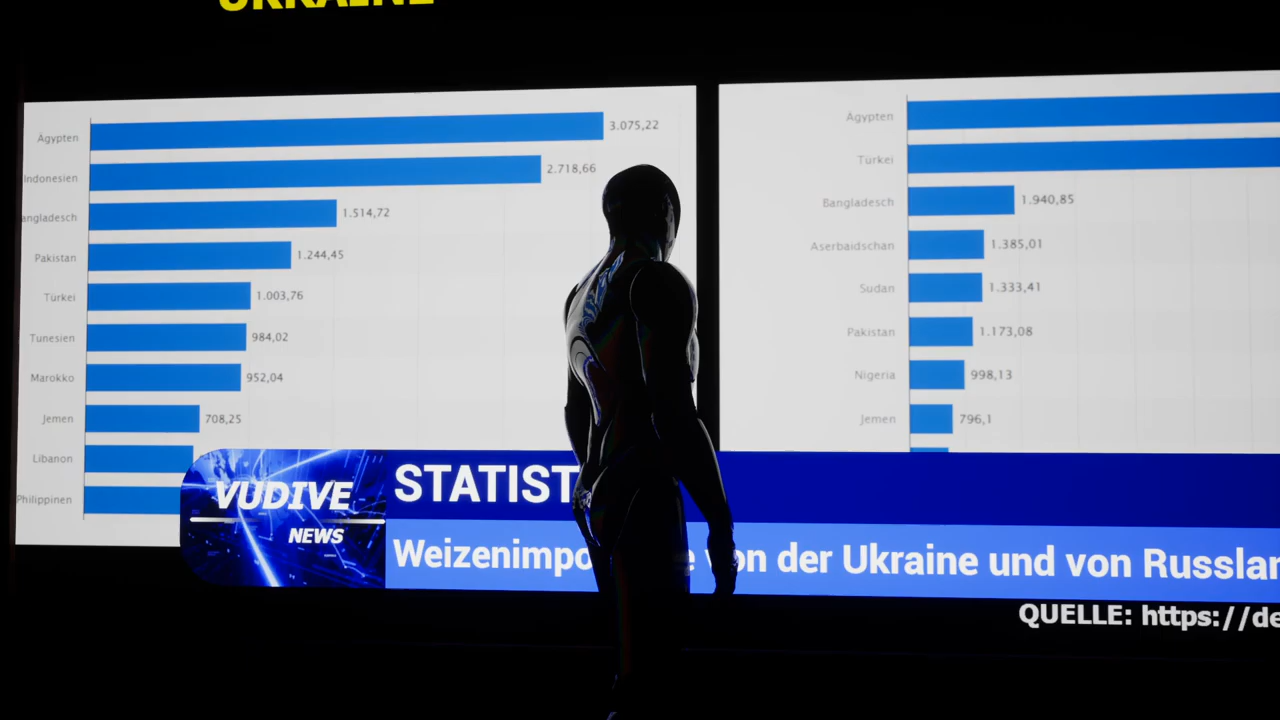 UKRAINE
Ägypten 3.075,22
Indonesien 2.718,66
angladesch 1.514,72
Pakistan 1.244,45
Türkei 1.003,76
Tunesien 984,02
Marokko 952,04
Jemen 708,25
Libanon
Philippinen
Ägypten
Türkei
Bangladesch 1.940,85
Aserbaidschan 1.385,01
Sudan 1.333,41
Pakistan 1.173,08
Nigeria 998,13
Jemen 796,1
VUDIVE
NEWS
STATIST
Weizenimpo e von der Ukraine und von Russlan
QUELLE: https://de